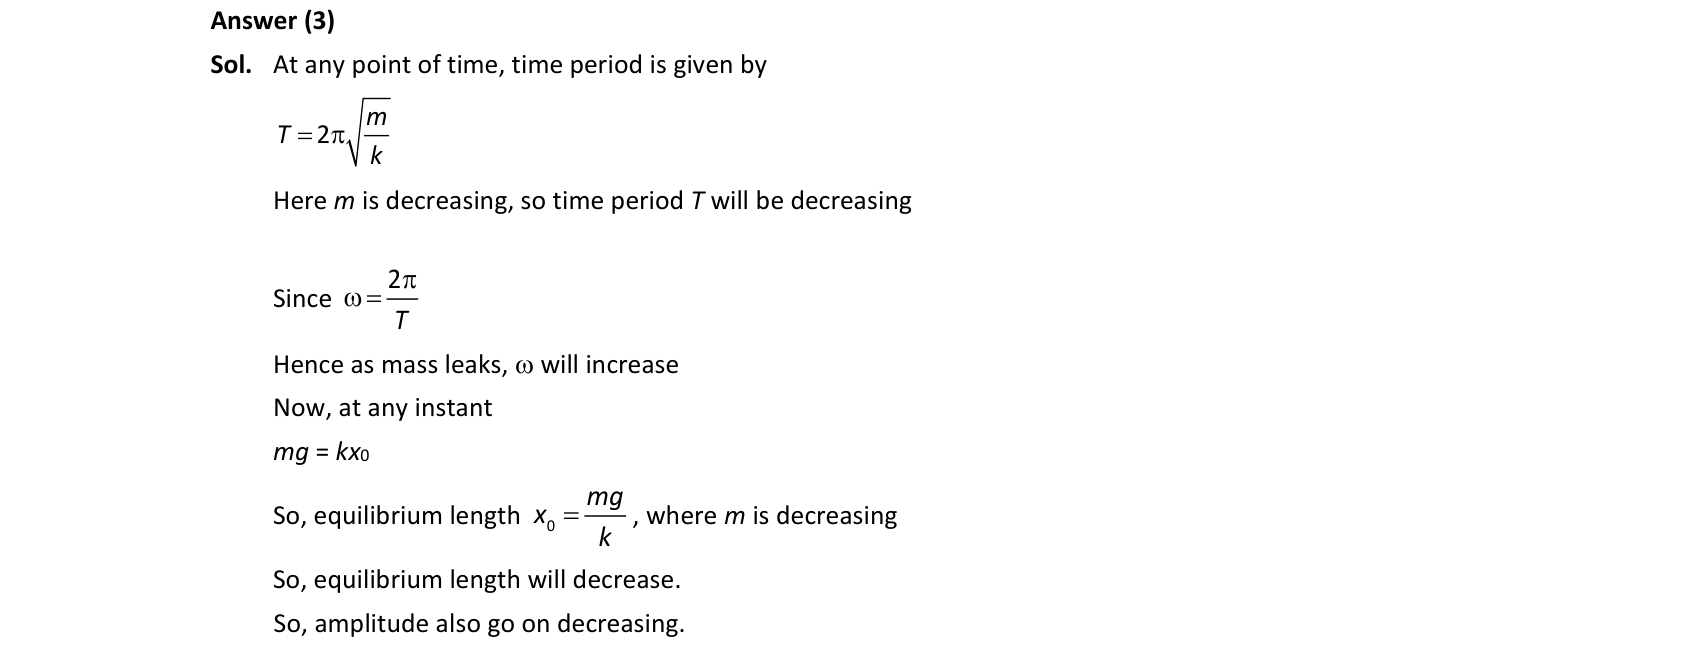 Answer (3)
Sol. At any point of time, time period is given by
T = 2π√(m/k)
Here m is decreasing, so time period T will be decreasing
Since ω = 2π/T
Hence as mass leaks, ω will increase
Now, at any instant
mg = kx₀
So, equilibrium length x₀ = mg/k , where m is decreasing
So, equilibrium length will decrease.
So, amplitude also go on decreasing.